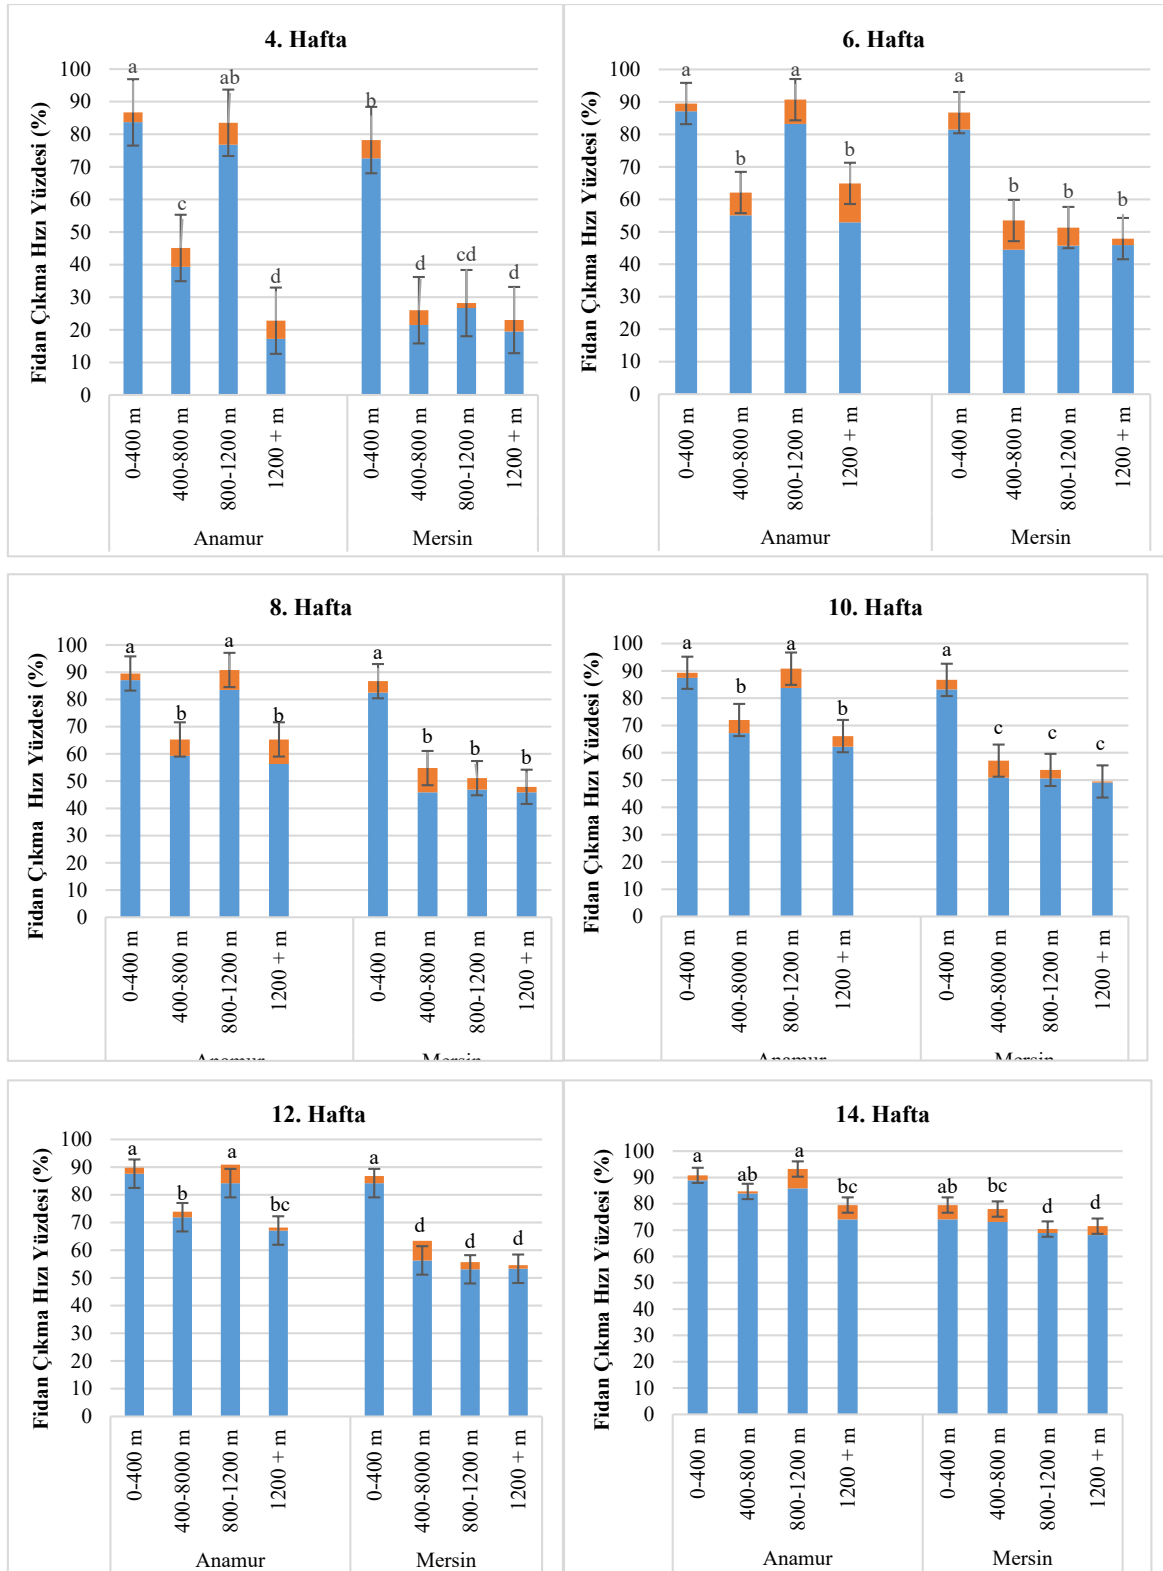 4. Hafta
Fidan Çıkma Hızı Yüzdesi (%)
100
90
80
70
60
50
40
30
20
10
0
a
c
ab
d
b
d
cd
d
0-400 m
400-800 m
800-1200 m
1200 + m
0-400 m
400-800 m
800-1200 m
1200 + m
Anamur
Mersin
6. Hafta
Fidan Çıkma Hızı Yüzdesi (%)
100
90
80
70
60
50
40
30
20
10
0
a
b
a
b
a
b
b
b
0-400 m
400-800 m
800-1200 m
1200 + m
0-400 m
400-800 m
800-1200 m
1200 + m
Anamur
Mersin
8. Hafta
Fidan Çıkma Hızı Yüzdesi (%)
100
90
80
70
60
50
40
30
20
10
0
a
b
a
b
a
b
b
b
0-400 m
400-800 m
800-1200 m
1200 + m
0-400 m
400-800 m
800-1200 m
1200 + m
Anamur
Mersin
10. Hafta
Fidan Çıkma Hızı Yüzdesi (%)
100
90
80
70
60
50
40
30
20
10
0
a
b
a
b
a
c
c
c
0-400 m
400-8000 m
800-1200 m
1200 + m
0-400 m
400-8000 m
800-1200 m
1200 + m
Anamur
Mersin
12. Hafta
Fidan Çıkma Hızı Yüzdesi (%)
100
90
80
70
60
50
40
30
20
10
0
a
b
a
bc
a
d
d
d
0-400 m
400-8000 m
800-1200 m
1200 + m
0-400 m
400-8000 m
800-1200 m
1200 + m
Anamur
Mersin
14. Hafta
Fidan Çıkma Hızı Yüzdesi (%)
100
90
80
70
60
50
40
30
20
10
0
a
ab
a
bc
ab
bc
d
d
0-400 m
400-800 m
800-1200 m
1200 + m
0-400 m
400-800 m
800-1200 m
1200 + m
Anamur
Mersin